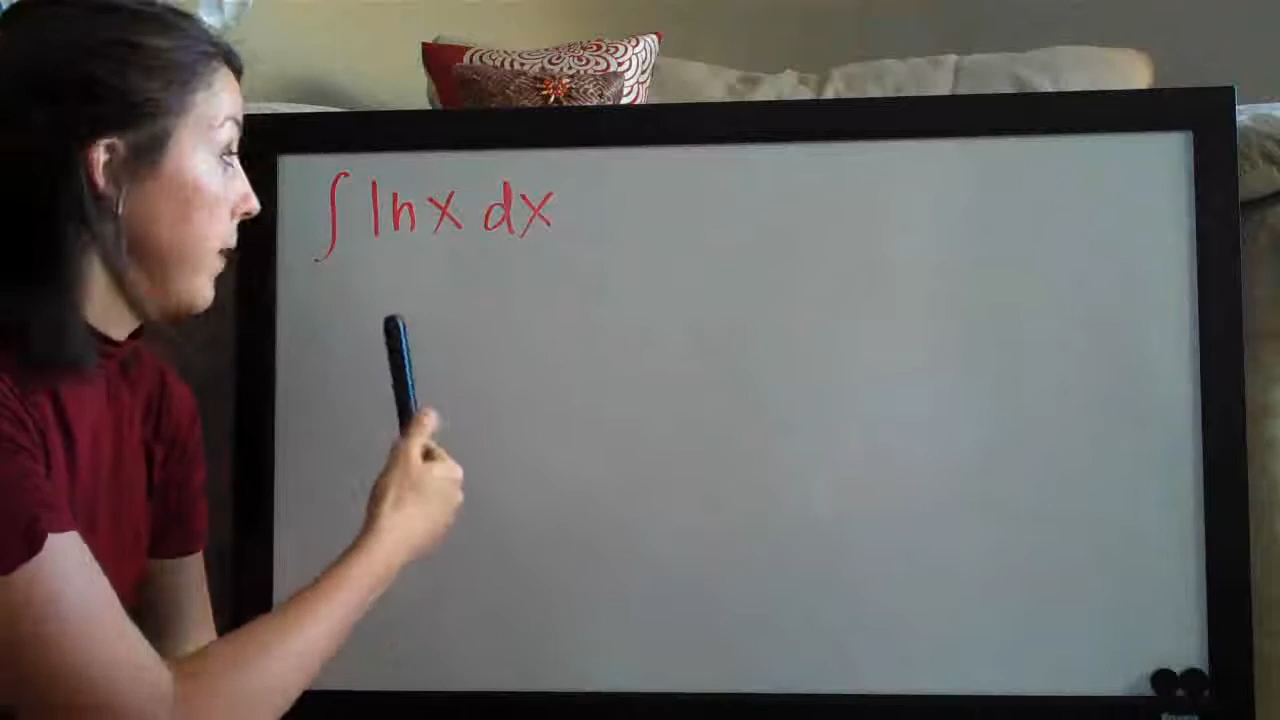 ∫ ln x dx